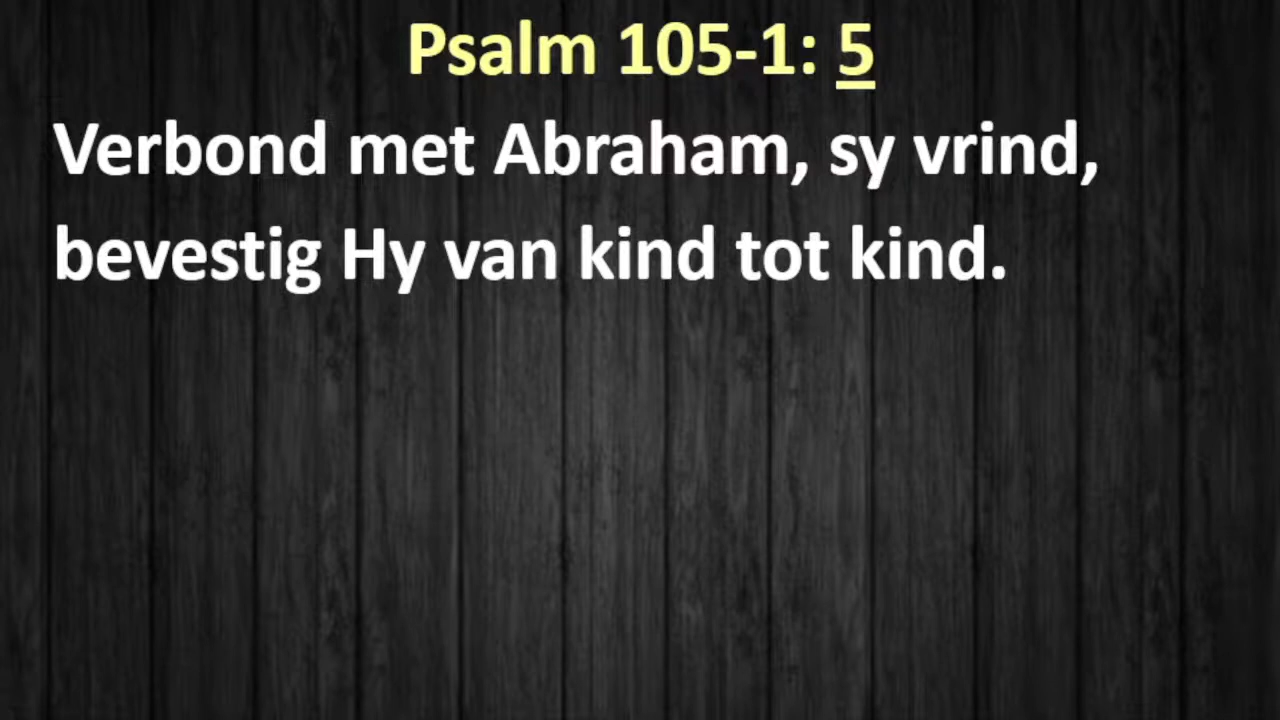 Psalm 105-1: 5
Verbond met Abraham, sy vrind,
bevestig Hy van kind tot kind.